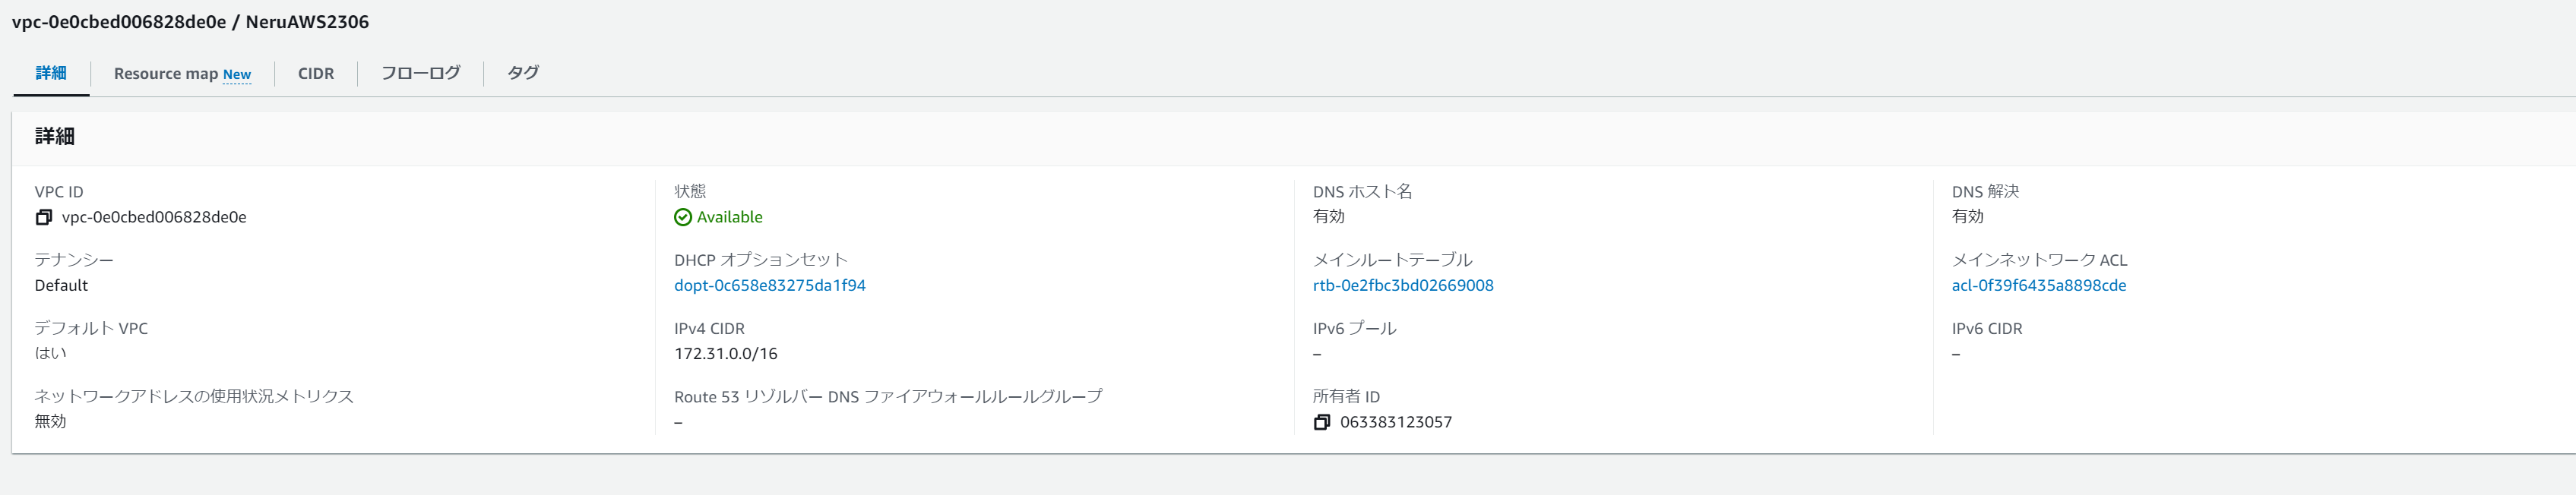 vpc-0e0cbed006828de0e / NeruAWS2306
詳細
Resource map New
CIDR
フローログ
タグ
詳細
VPC ID
vpc-0e0cbed006828de0e
状態
Available
DNS ホスト名
有効
DNS 解決
有効
テナンシー
Default
DHCP オプションセット
dopt-0c658e83275da1f94
メインルートテーブル
rtb-0e2fbc3bd02669008
メインネットワーク ACL
acl-0f39f6435a8898cde
デフォルト VPC
はい
IPv4 CIDR
172.31.0.0/16
IPv6 プール
–
IPv6 CIDR
–
ネットワークアドレスの使用状況メトリクス
無効
Route 53 リゾルバー DNS ファイアウォールルールグループ
–
所有者 ID
063383123057